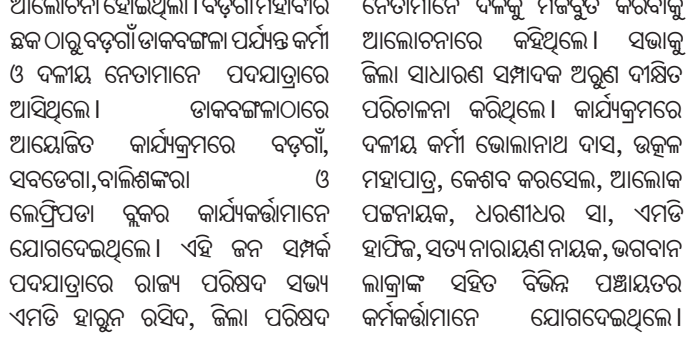 ଆଲୋଚନା ହୋଇଥିଲା । ବଡ଼ଗାଁ ମହାବୀର
ଛକ ଠାରୁ ବଡ଼ଗାଁ ଡାକବଙ୍ଗଳା ପର୍ଯ୍ୟନ୍ତ କର୍ମୀ
ଓ ଦଳୀୟ ନେତାମାନେ ପଦଯାତ୍ରାରେ
ଆସିଥିଲେ । ଡାକବଙ୍ଗଳାଠାରେ
ଆୟୋଜିତ କାର୍ଯ୍ୟକ୍ରମରେ ବଡ଼ଗାଁ,
ସବଡେଗା,ବାଲିଶଙ୍କରା ଓ
ଲେଫ୍ରିପଡା ବ୍ଲକର କାର୍ଯ୍ୟକର୍ତ୍ତାମାନେ
ଯୋଗଦେଇଥିଲେ । ଏହି ଜନ ସମ୍ପର୍କ
ପଦଯାତ୍ରାରେ ରାଜ୍ୟ ପରିଷଦ ସଭ୍ୟ
ଏମଡି ହାରୁନ ରସିଦ, ଜିଲା ପରିଷଦ
ନେତାମାନେ ଦଳକୁ ମଜବୁତ କରିବାକୁ
ଆଲୋଚନାରେ କହିଥିଲେ । ସଭାକୁ
ଜିଲା ସାଧାରଣ ସମ୍ପାଦକ ଅରୁଣ ଦୀକ୍ଷିତ
ପରିଚାଳନା କରିଥିଲେ । କାର୍ଯ୍ୟକ୍ରମରେ
ଦଳୀୟ କର୍ମୀ ଭୋଲାନାଥ ଦାସ, ଉତ୍କଳ
ମହାପାତ୍ର, କେଶବ କରସେଲ, ଆଲୋକ
ପଟ୍ଟନାୟକ, ଧରଣୀଧର ସା, ଏମଡି
ହାଫିଜ, ସତ୍ୟ ନାରାୟଣ ନାୟକ, ଭଗବାନ
ଲାକ୍ରାଙ୍କ ସହିତ ବିଭିନ୍ନ ପଞ୍ଚାୟତର
କର୍ମକର୍ତ୍ତାମାନେ ଯୋଗଦେଇଥିଲେ ।